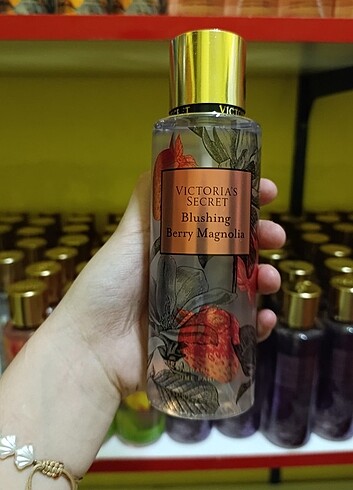 VICTORIA'S
SECRET
Blushing
Berry Magnolia